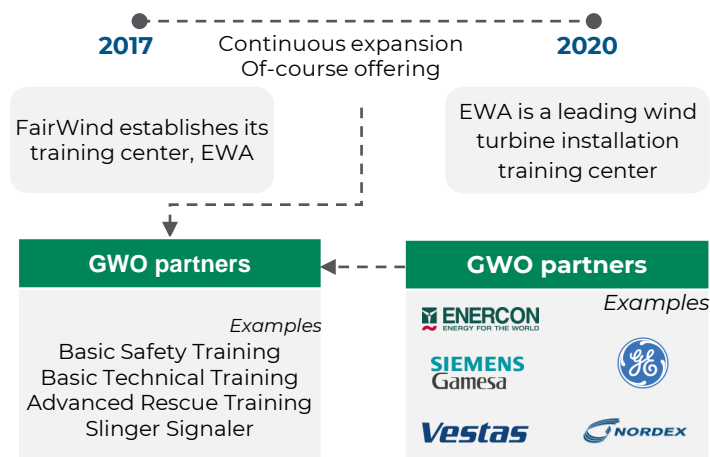 2017
Continuous expansion
Of-course offering
2020
FairWind establishes its
training center, EWA
EWA is a leading wind
turbine installation
training center
GWO partners
Examples
Basic Safety Training
Basic Technical Training
Advanced Rescue Training
Slinger Signaler
GWO partners
Examples
ENERCON
ENERGY FOR THE WORLD
GE
SIEMENS
Gamesa
Vestas
NORDEX